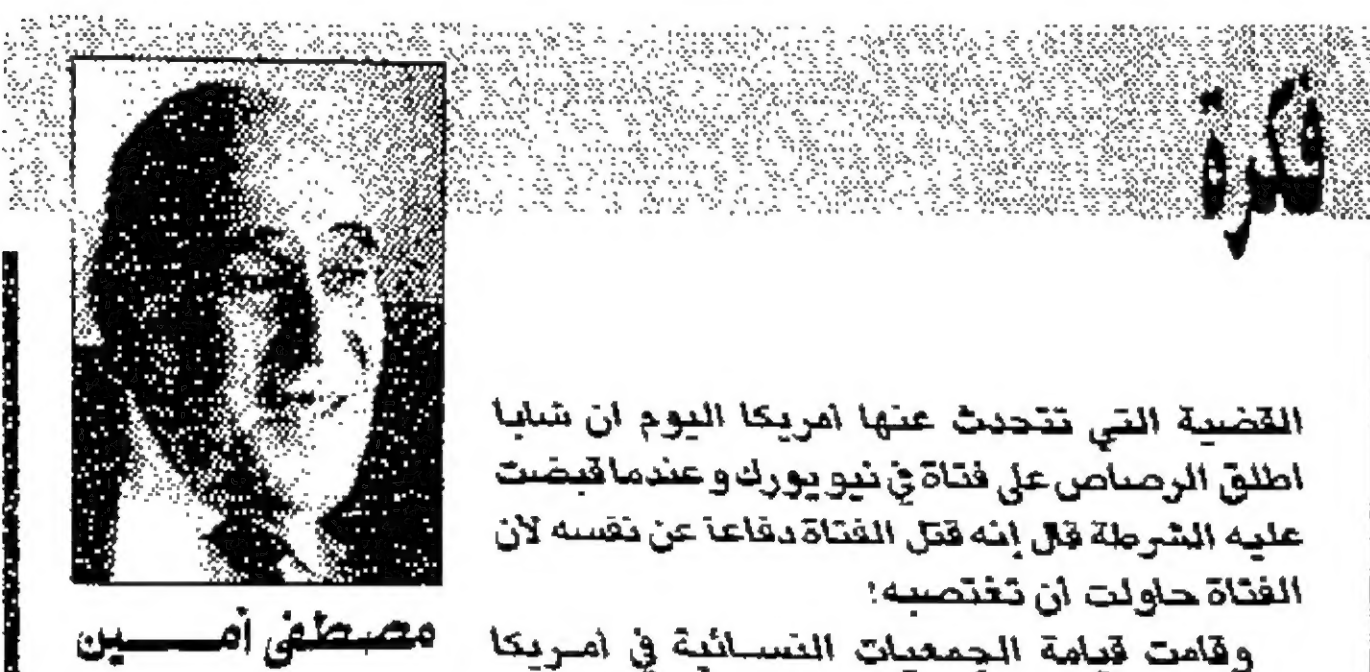 فكرة
القضية التي تتحدث عنها امريكا اليوم ان شابا
اطلق الرصاص على فتاة في نيويورك وعندما قبضت
عليه الشرطة قال إنه قتل الفتاة دفاعا عن نفسه لأن
الفتاة حاولت أن تغتصبه!
وقامت قيامة الجمعيات النسائية في امريكا
مصطفى أمين